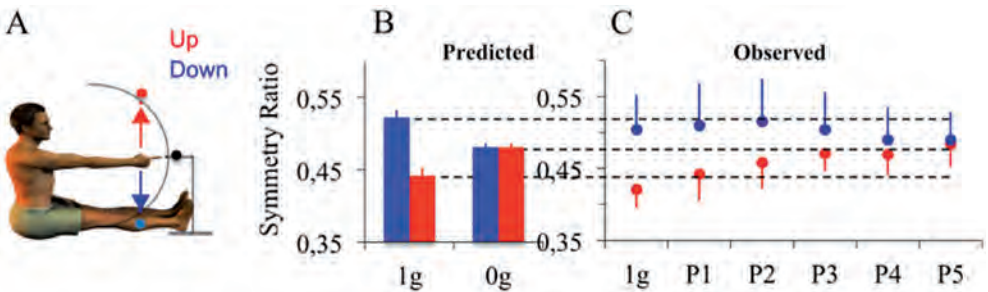 A
Up
Down
B
Predicted
Symmetry Ratio
0,55
0,45
0,35
1g
0g
C
Observed
0,55
0,45
0,35
1g
P1
P2
P3
P4
P5